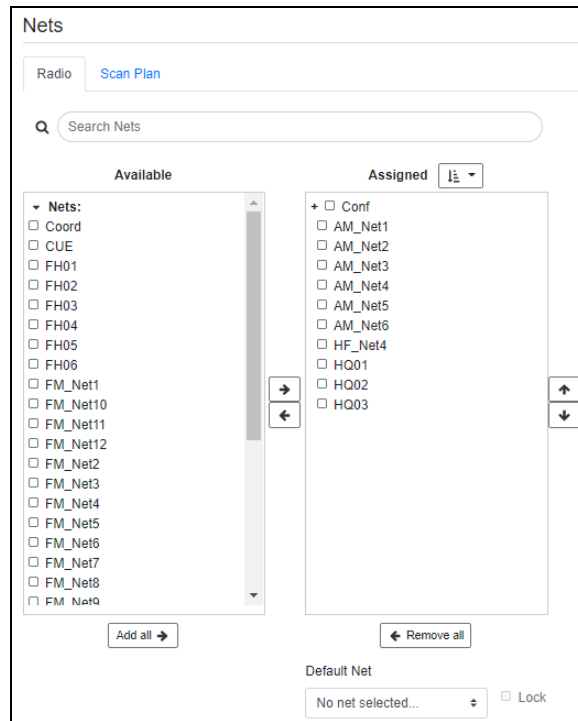 Nets
Radio
Scan Plan
Search Nets
Available
Nets:
Coord
CUE
FH01
FH02
FH03
FH04
FH05
FH06
FM_Net1
FM_Net10
FM_Net11
FM_Net12
FM_Net2
FM_Net3
FM_Net4
FM_Net5
FM_Net6
FM_Net7
FM_Net8
FM_Net9
Add all
Assigned
+ Conf
AM_Net1
AM_Net2
AM_Net3
AM_Net4
AM_Net5
AM_Net6
HF_Net4
HQ01
HQ02
HQ03
Remove all
Default Net
No net selected...
Lock